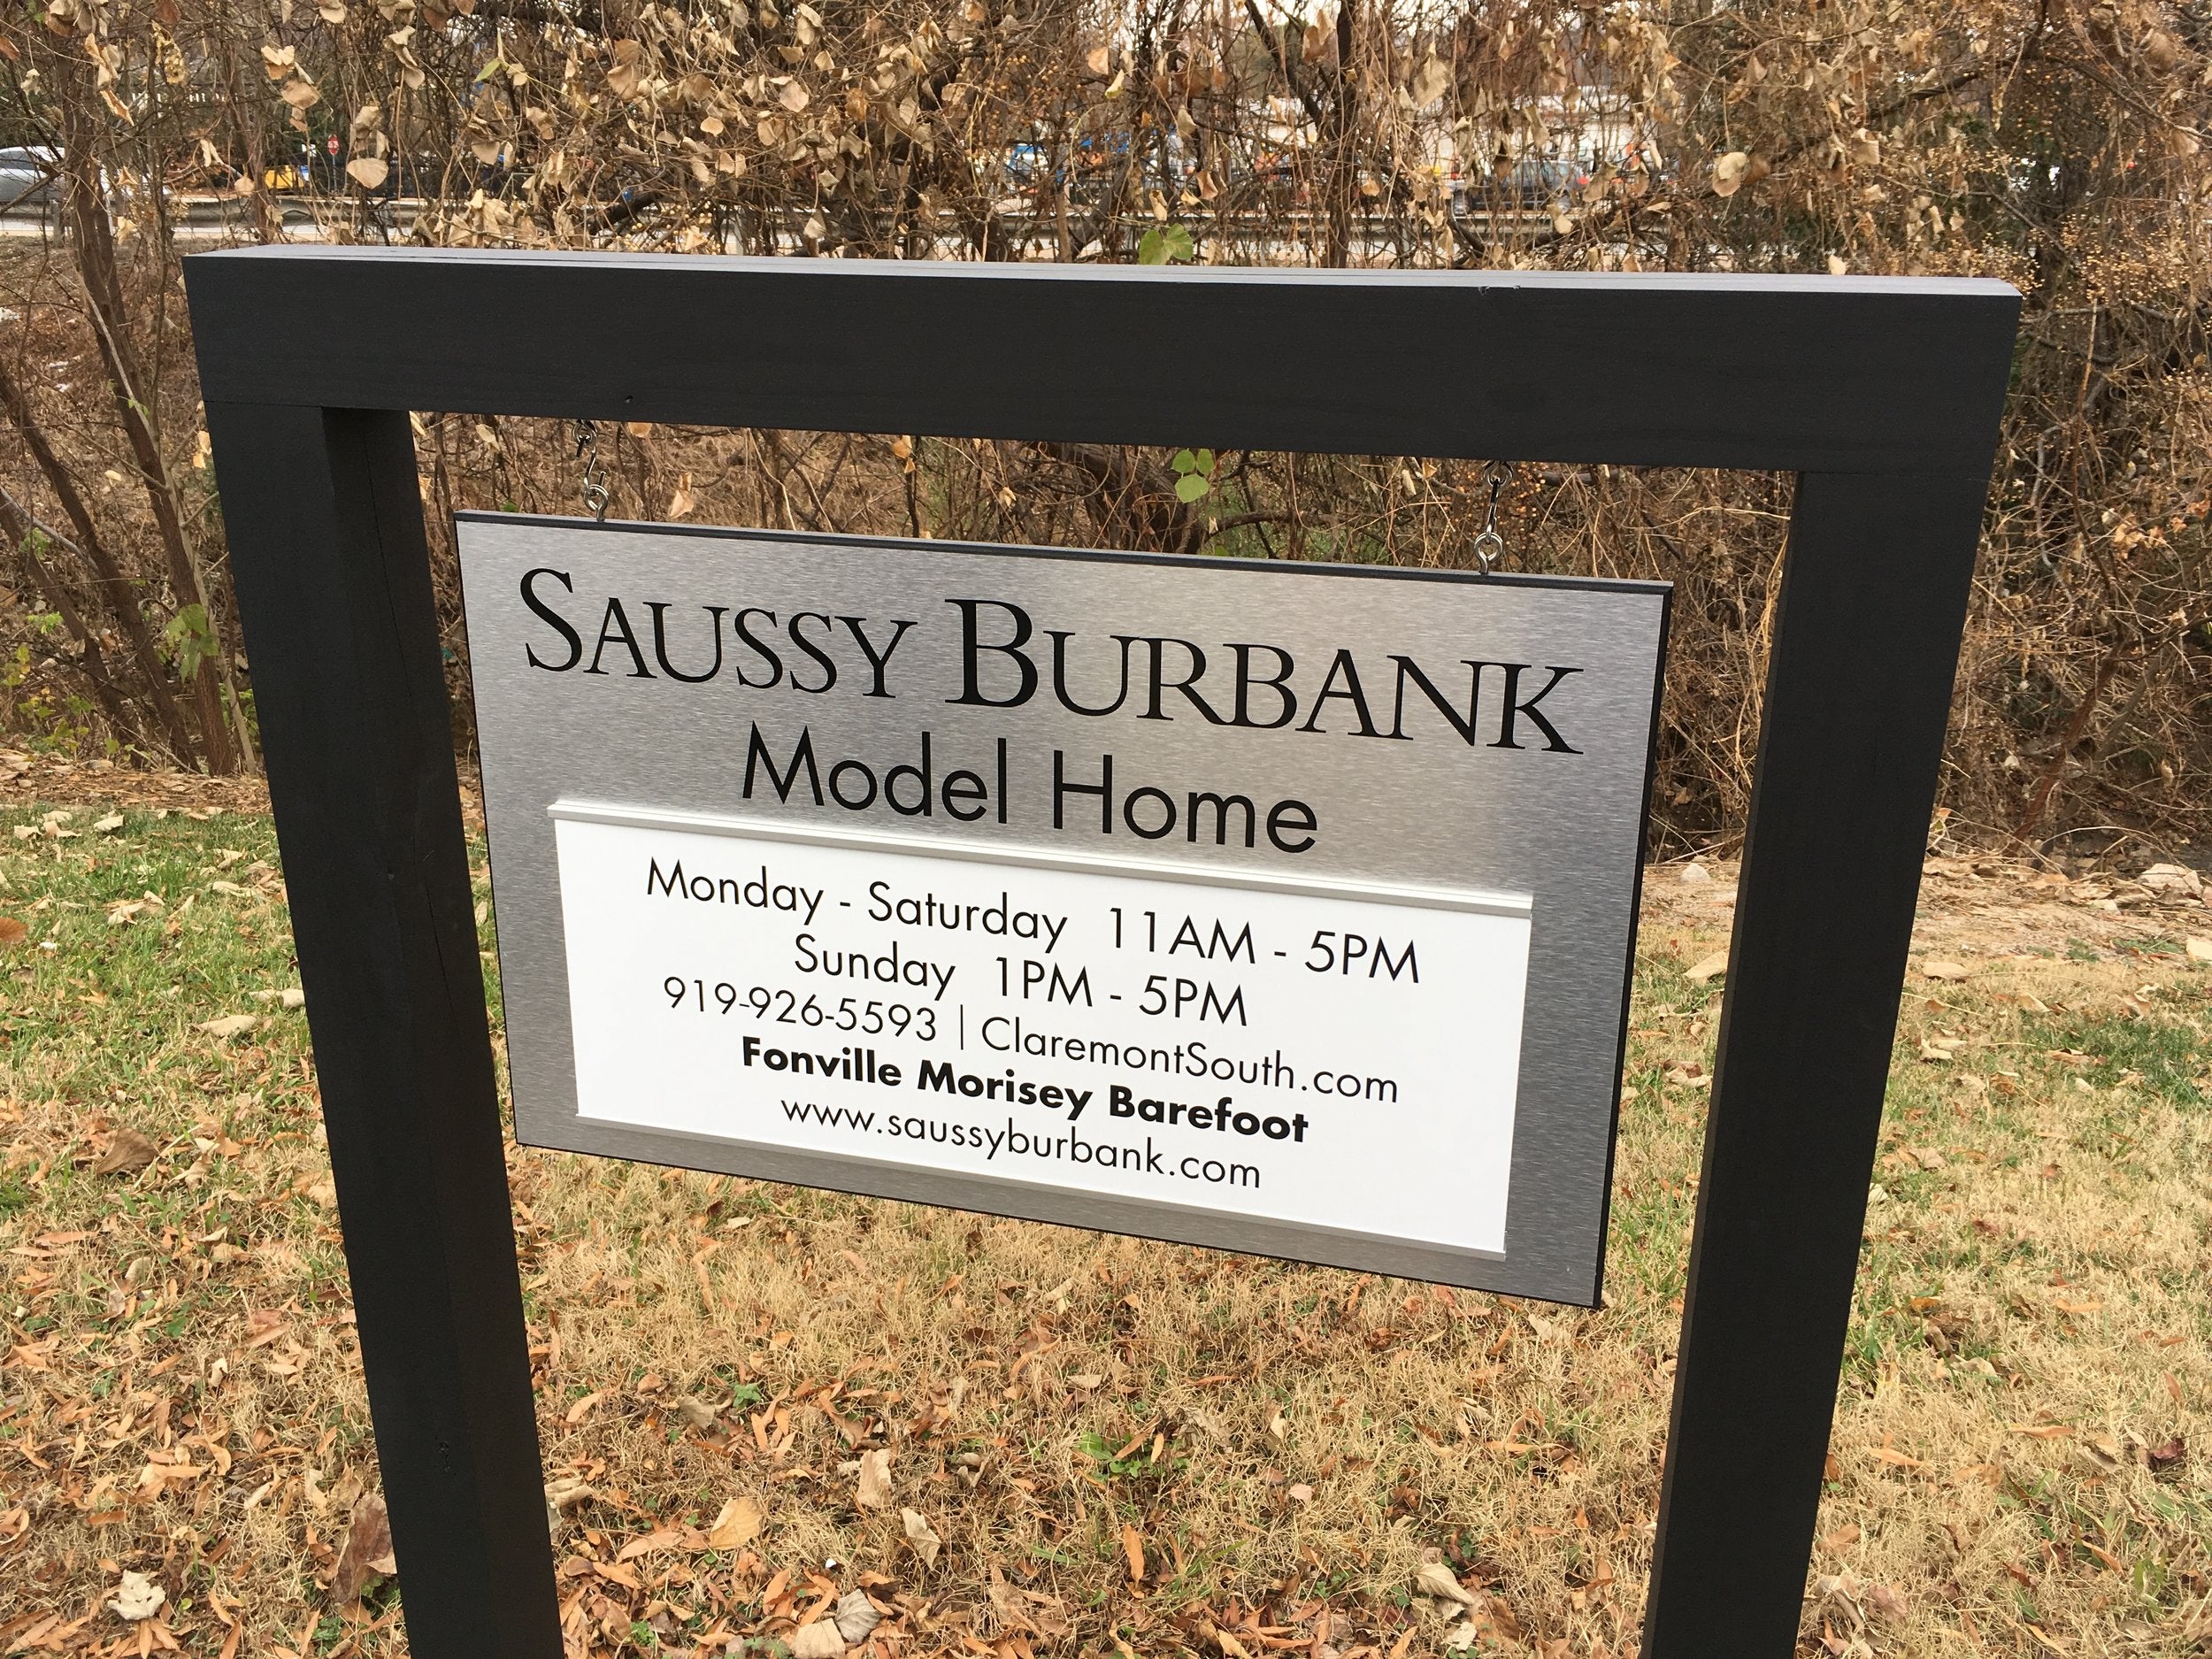 SAUSSY BURBANK
Model Home
Monday - Saturday 11AM - 5PM
Sunday 1PM - 5PM
919-926-5593 | ClaremontSouth.com
Fonville Morisey Barefoot
www.saussyburbank.com